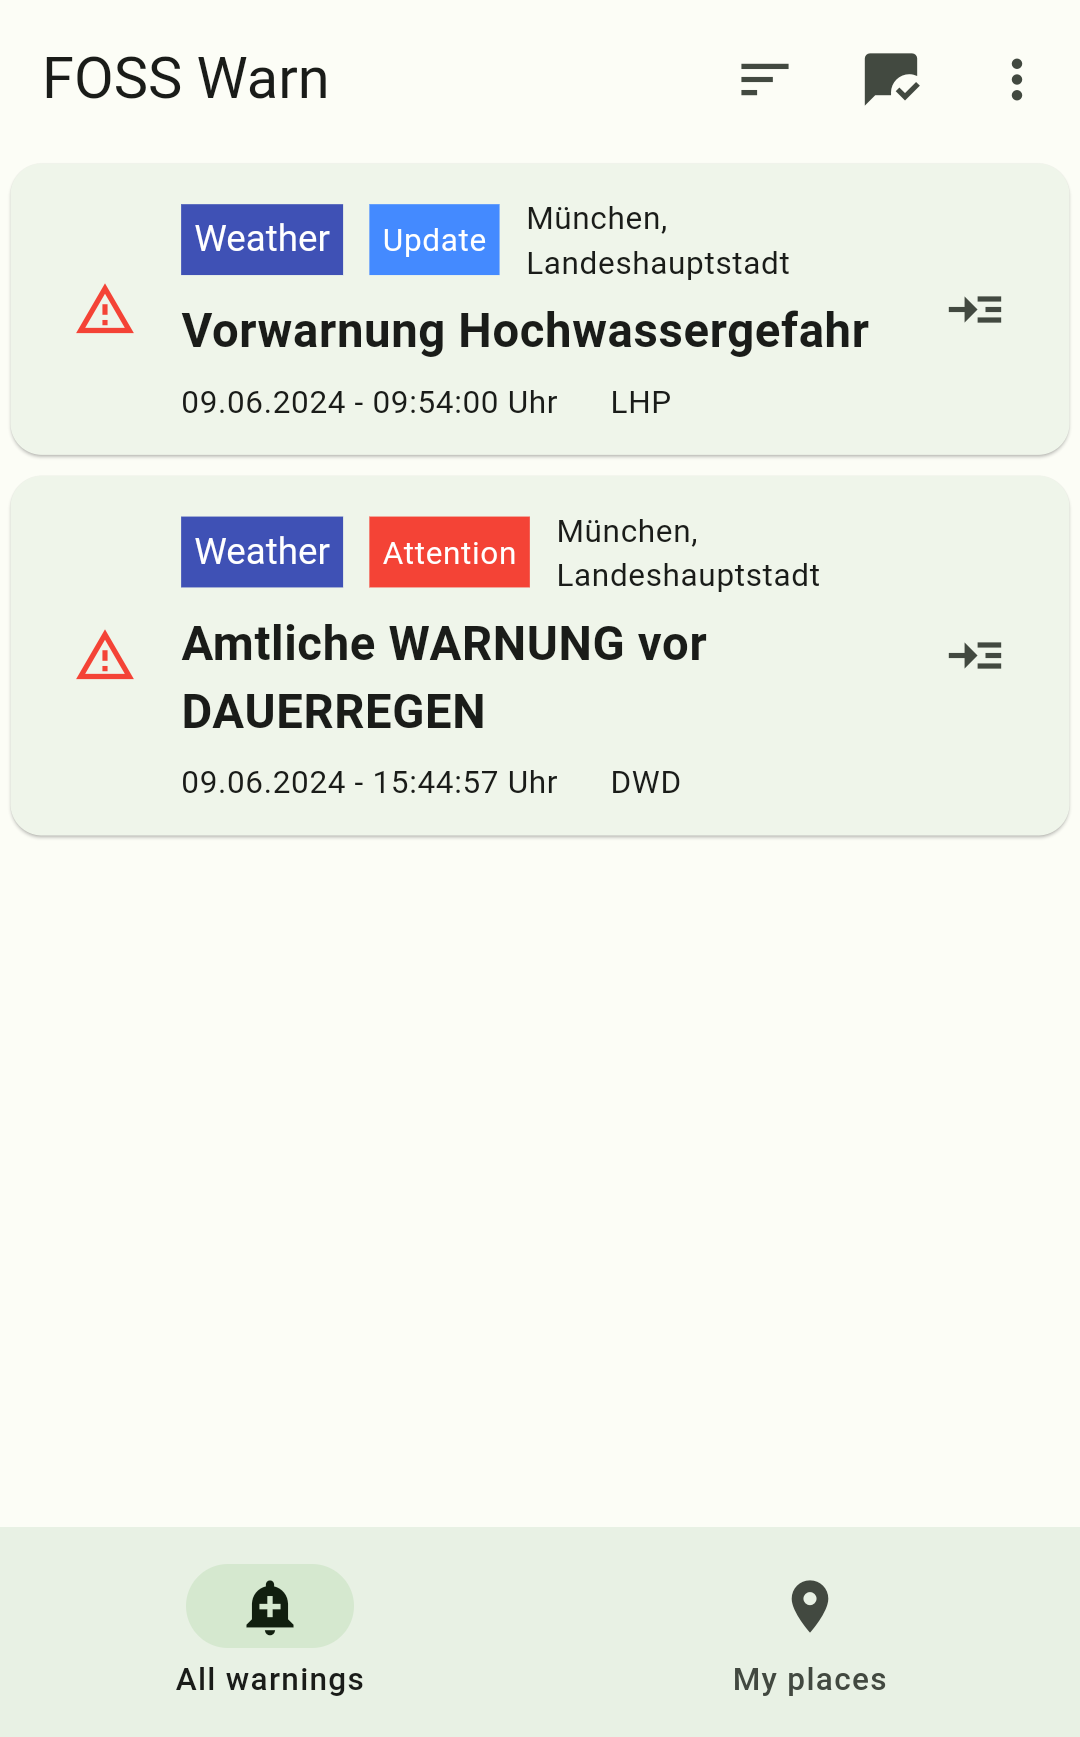 FOSS Warn
Weather Update München,
Landeshauptstadt
Vorwarnung Hochwassergefahr
09.06.2024 - 09:54:00 Uhr LHP
Weather Attention München,
Landeshauptstadt
Amtliche WARNUNG vor
DAUERREGEN
09.06.2024 - 15:44:57 Uhr DWD
All warnings My places